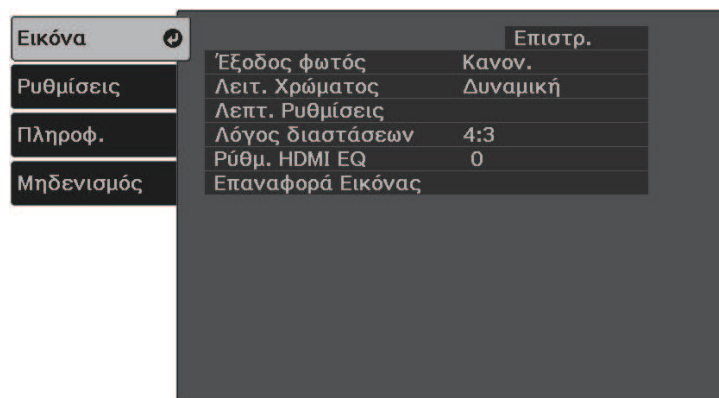 Εικόνα
Ρυθμίσεις
Πληροφ.
Μηδενισμός
Επιστρ.
Έξοδος φωτός Κανον.
Λειτ. Χρώματος Δυναμική
Λεπτ. Ρυθμίσεις
Λόγος διαστάσεων 4:3
Ρύθμ. HDMI EQ 0
Επαναφορά Εικόνας